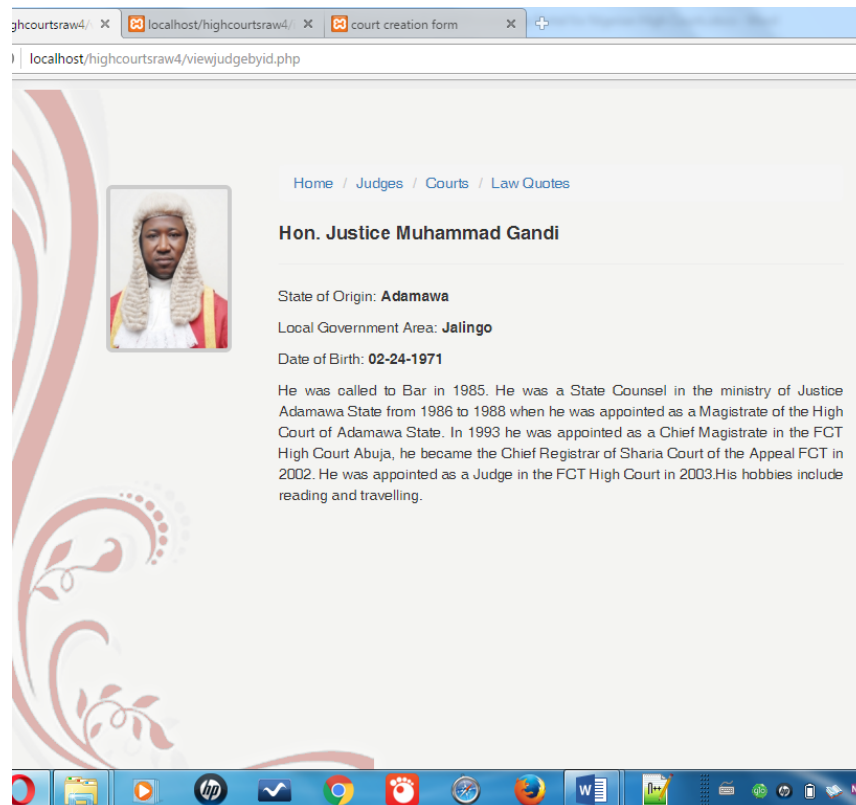 ghcourtsraw4/
localhost/highcourtsraw4/
court creation form
localhost/highcourtsraw4/viewjudgebyid.php
Home / Judges / Courts / Law Quotes
Hon. Justice Muhammad Gandi
State of Origin: Adamawa
Local Government Area: Jalingo
Date of Birth: 02-24-1971
He was called to Bar in 1985. He was a State Counsel in the ministry of Justice
Adamawa State from 1986 to 1988 when he was appointed as a Magistrate of the High
Court of Adamawa State. In 1993 he was appointed as a Chief Magistrate in the FCT
High Court Abuja, he became the Chief Registrar of Sharia Court of the Appeal FCT in
2002. He was appointed as a Judge in the FCT High Court in 2003.His hobbies include
reading and travelling.